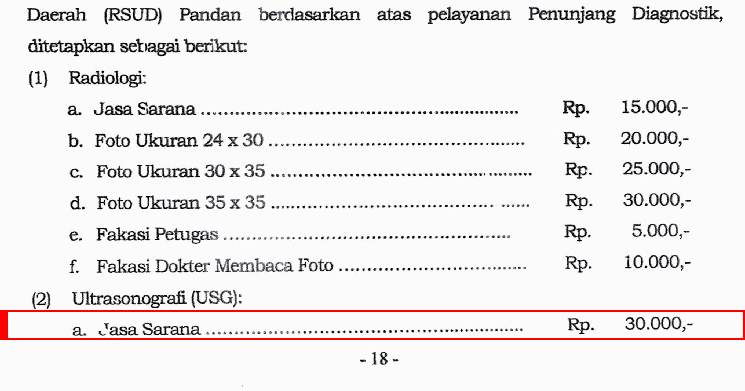 Daerah (RSUD) Pandan berdasarkan atas pelayanan Penunjang Diagnostik,
ditetapkan sebagai berikut:
(1) Radiologi:
a. Jasa Sarana ........................................................ Rp. 15.000,-
b. Foto Ukuran 24 x 30 ............................................. Rp. 20.000,-
c. Foto Ukuran 30 x 35 ............................................. Rp. 25.000,-
d. Foto Ukuran 35 x 35 ............................................. Rp. 30.000,-
e. Fakasi Petugas .................................................. Rp. 5.000,-
f. Fakasi Dokter Membaca Foto ................................ Rp. 10.000,-
(2) Ultrasonografi (USG):
a. Jasa Sarana ........................................................ Rp. 30.000,-
- 18 -